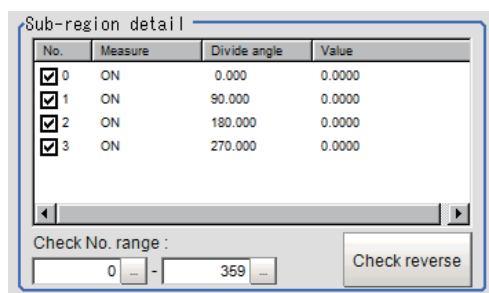 Sub-region detail
No. Measure Divide angle Value
0 ON 0.000 0.0000
1 ON 90.000 0.0000
2 ON 180.000 0.0000
3 ON 270.000 0.0000
Check No. range :
0 ... - 359 ... Check reverse